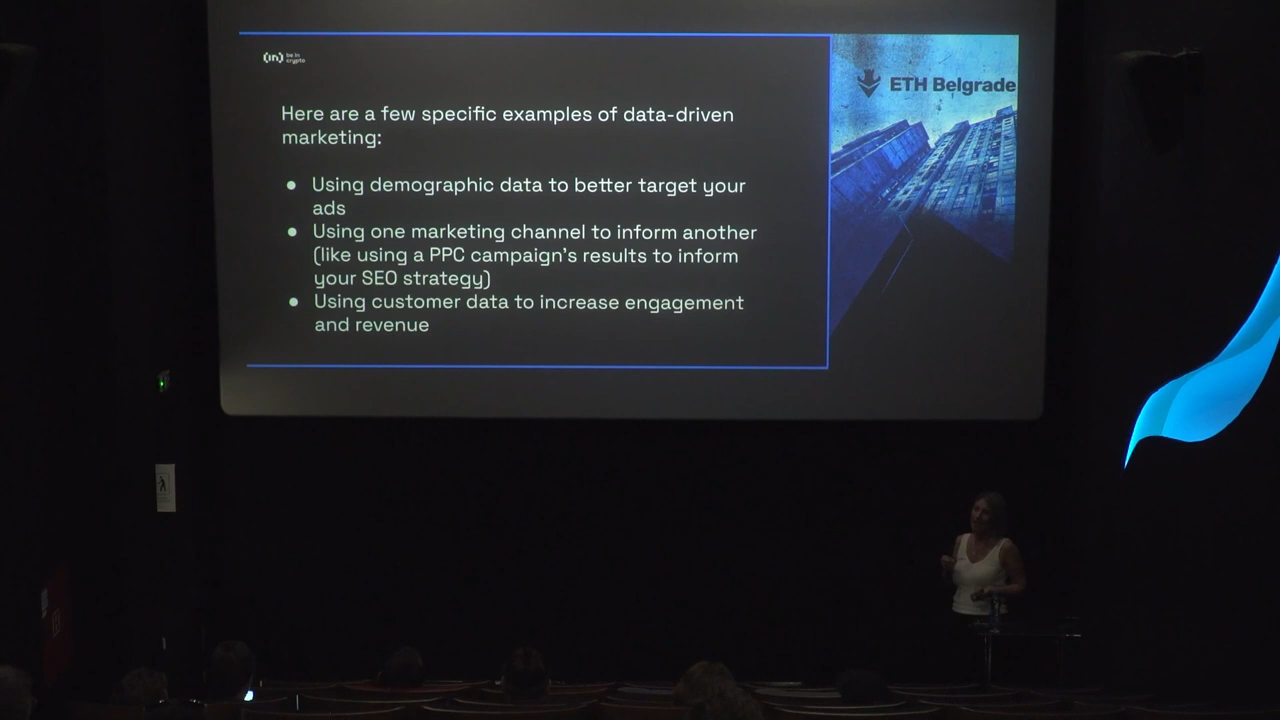 (in) be in
crypto
ETH Belgrade
Here are a few specific examples of data-driven
marketing:
● Using demographic data to better target your
ads
● Using one marketing channel to inform another
(like using a PPC campaign's results to inform
your SEO strategy)
● Using customer data to increase engagement
and revenue